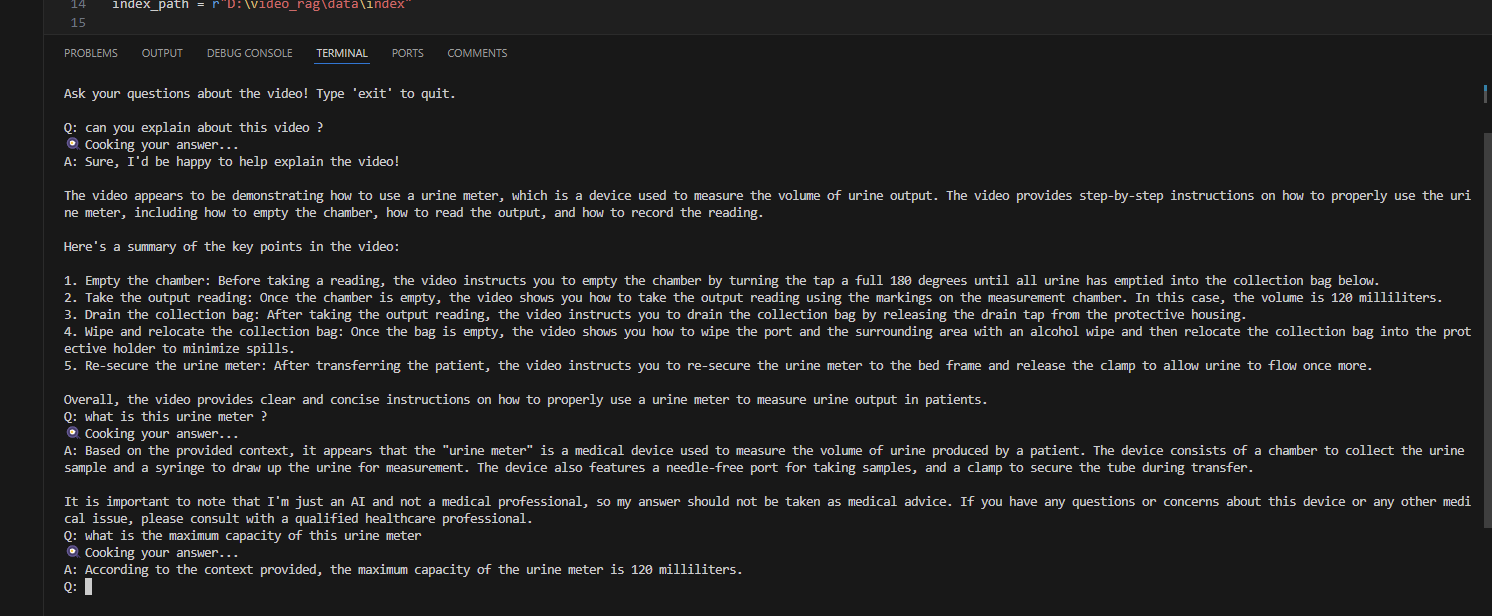 14 index_path = r"D:\video_rag\data\index"
15
PROBLEMS OUTPUT DEBUG CONSOLE TERMINAL PORTS COMMENTS
Ask your questions about the video! Type 'exit' to quit.
Q: can you explain about this video ?
Cooking your answer...
A: Sure, I'd be happy to help explain the video!
The video appears to be demonstrating how to use a urine meter, which is a device used to measure the volume of urine output. The video provides step-by-step instructions on how to properly use the uri
ne meter, including how to empty the chamber, how to read the output, and how to record the reading.
Here's a summary of the key points in the video:
1. Empty the chamber: Before taking a reading, the video instructs you to empty the chamber by turning the tap a full 180 degrees until all urine has emptied into the collection bag below.
2. Take the output reading: Once the chamber is empty, the video shows you how to take the output reading using the markings on the measurement chamber. In this case, the volume is 120 milliliters.
3. Drain the collection bag: After taking the output reading, the video instructs you to drain the collection bag by releasing the drain tap from the protective housing.
4. Wipe and relocate the collection bag: Once the bag is empty, the video shows you how to wipe the port and the surrounding area with an alcohol wipe and then relocate the collection bag into the prot
ective holder to minimize spills.
5. Re-secure the urine meter: After transferring the patient, the video instructs you to re-secure the urine meter to the bed frame and release the clamp to allow urine to flow once more.
Overall, the video provides clear and concise instructions on how to properly use a urine meter to measure urine output in patients.
Q: what is this urine meter ?
Cooking your answer...
A: Based on the provided context, it appears that the "urine meter" is a medical device used to measure the volume of urine produced by a patient. The device consists of a chamber to collect the urine
sample and a syringe to draw up the urine for measurement. The device also features a needle-free port for taking samples, and a clamp to secure the tube during transfer.
It is important to note that I'm just an AI and not a medical professional, so my answer should not be taken as medical advice. If you have any questions or concerns about this device or any other medi
cal issue, please consult with a qualified healthcare professional.
Q: what is the maximum capacity of this urine meter
Cooking your answer...
A: According to the context provided, the maximum capacity of the urine meter is 120 milliliters.
Q: